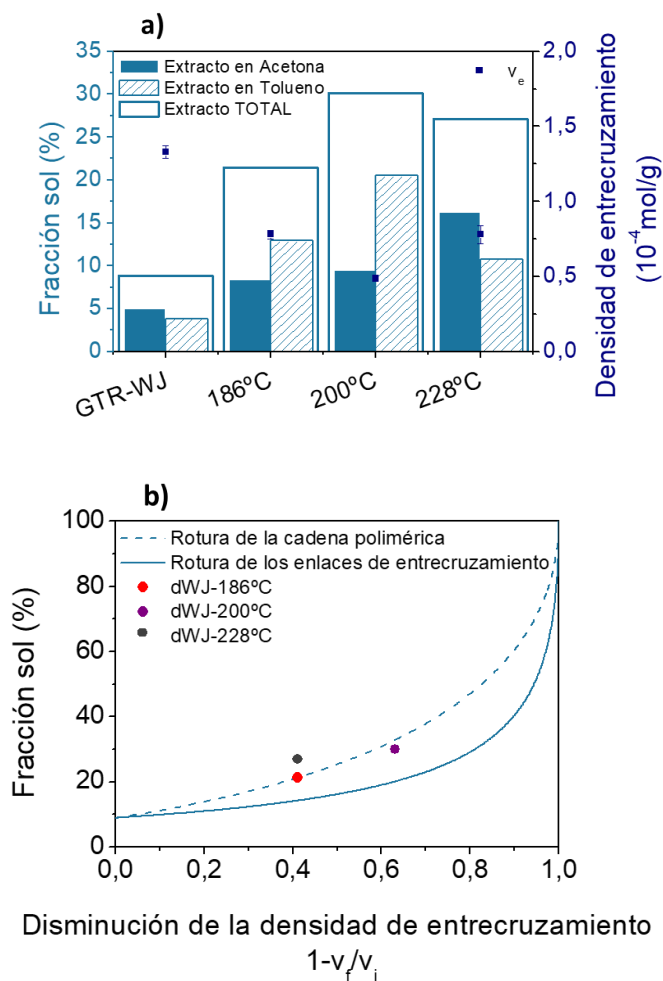 a)
35
30
25
20
15
10
5
0
Fracción sol (%)
Extracto en Acetona
Extracto en Tolueno
Extracto TOTAL
νe
2,0
1,5
1,0
0,5
0,0
Densidad de entrecruzamiento
(10-4mol/g)
GTR-WJ
186ºC
200ºC
228ºC
b)
100
80
60
40
20
0
Fracción sol (%)
Rotura de la cadena polimérica
Rotura de los enlaces de entrecruzamiento
dWJ-186ºC
dWJ-200ºC
dWJ-228ºC
0,0 0,2 0,4 0,6 0,8 1,0
Disminución de la densidad de entrecruzamiento
1-νf/νi